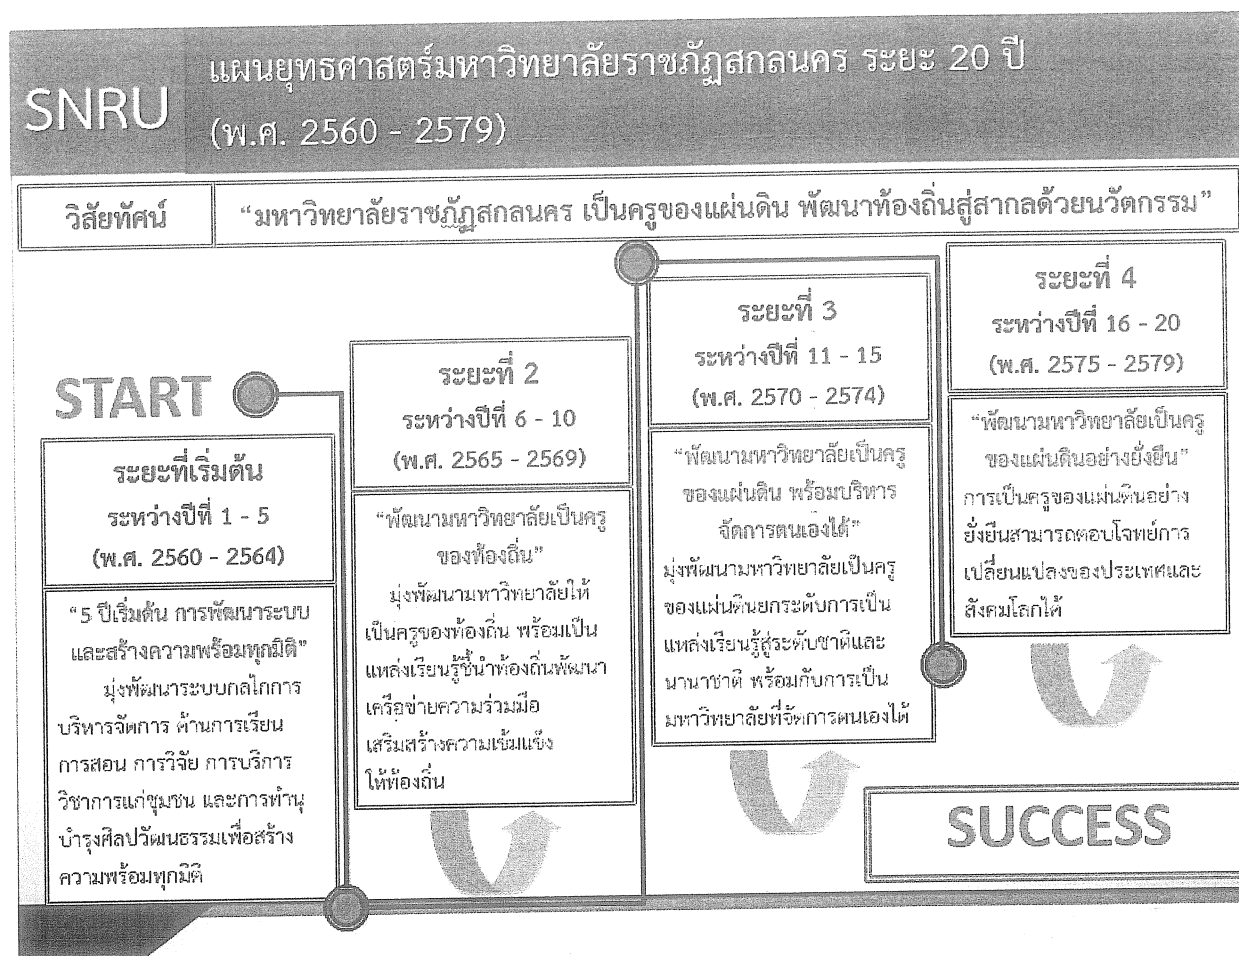 SNRU
แผนยุทธศาสตร์มหาวิทยาลัยราชภัฏสกลนคร ระยะ 20 ปี
(พ.ศ. 2560 - 2579)
วิสัยทัศน์
“มหาวิทยาลัยราชภัฏสกลนคร เป็นครูของแผ่นดิน พัฒนาท้องถิ่นสู่สากลด้วยนวัตกรรม”
START
ระยะที่เริ่มต้น
ระหว่างปีที่ 1 - 5
(พ.ศ. 2560 - 2564)
“5 ปีเริ่มต้น การพัฒนาระบบ
และสร้างความพร้อมทุกมิติ”
มุ่งพัฒนาระบบกลไกการ
บริหารจัดการ ด้านการเรียน
การสอน การวิจัย การบริการ
วิชาการแก่ชุมชน และการทำนุ
บำรุงศิลปวัฒนธรรมเพื่อสร้าง
ความพร้อมทุกมิติ
ระยะที่ 2
ระหว่างปีที่ 6 - 10
(พ.ศ. 2565 - 2569)
“พัฒนามหาวิทยาลัยเป็นครู
ของท้องถิ่น”
มุ่งพัฒนามหาวิทยาลัยให้
เป็นครูของท้องถิ่น พร้อมเป็น
แหล่งเรียนรู้ชี้นำท้องถิ่นพัฒนา
เครือข่ายความร่วมมือ
เสริมสร้างความเข้มแข็ง
ให้ท้องถิ่น
ระยะที่ 3
ระหว่างปีที่ 11 - 15
(พ.ศ. 2570 - 2574)
“พัฒนามหาวิทยาลัยเป็นครู
ของแผ่นดิน พร้อมบริหาร
จัดการตนเองได้”
มุ่งพัฒนามหาวิทยาลัยเป็นครู
ของแผ่นดินยกระดับการเป็น
แหล่งเรียนรู้สู่ระดับชาติและ
นานาชาติ พร้อมกับการเป็น
มหาวิทยาลัยที่จัดการตนเองได้
ระยะที่ 4
ระหว่างปีที่ 16 - 20
(พ.ศ. 2575 - 2579)
“พัฒนามหาวิทยาลัยเป็นครู
ของแผ่นดินอย่างยั่งยืน”
การเป็นครูของแผ่นดินอย่าง
ยั่งยืนสามารถตอบโจทย์การ
เปลี่ยนแปลงของประเทศและ
สังคมโลกได้
SUCCESS